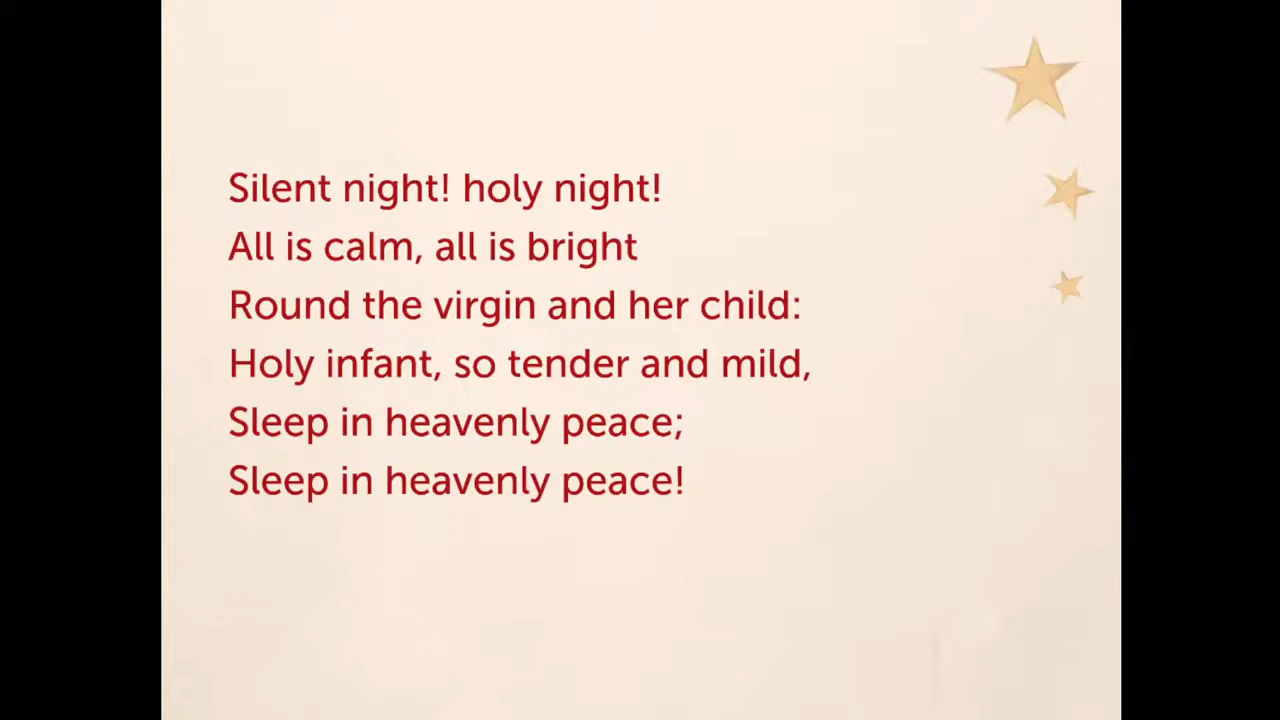 Silent night! holy night!
All is calm, all is bright
Round the virgin and her child:
Holy infant, so tender and mild,
Sleep in heavenly peace;
Sleep in heavenly peace!